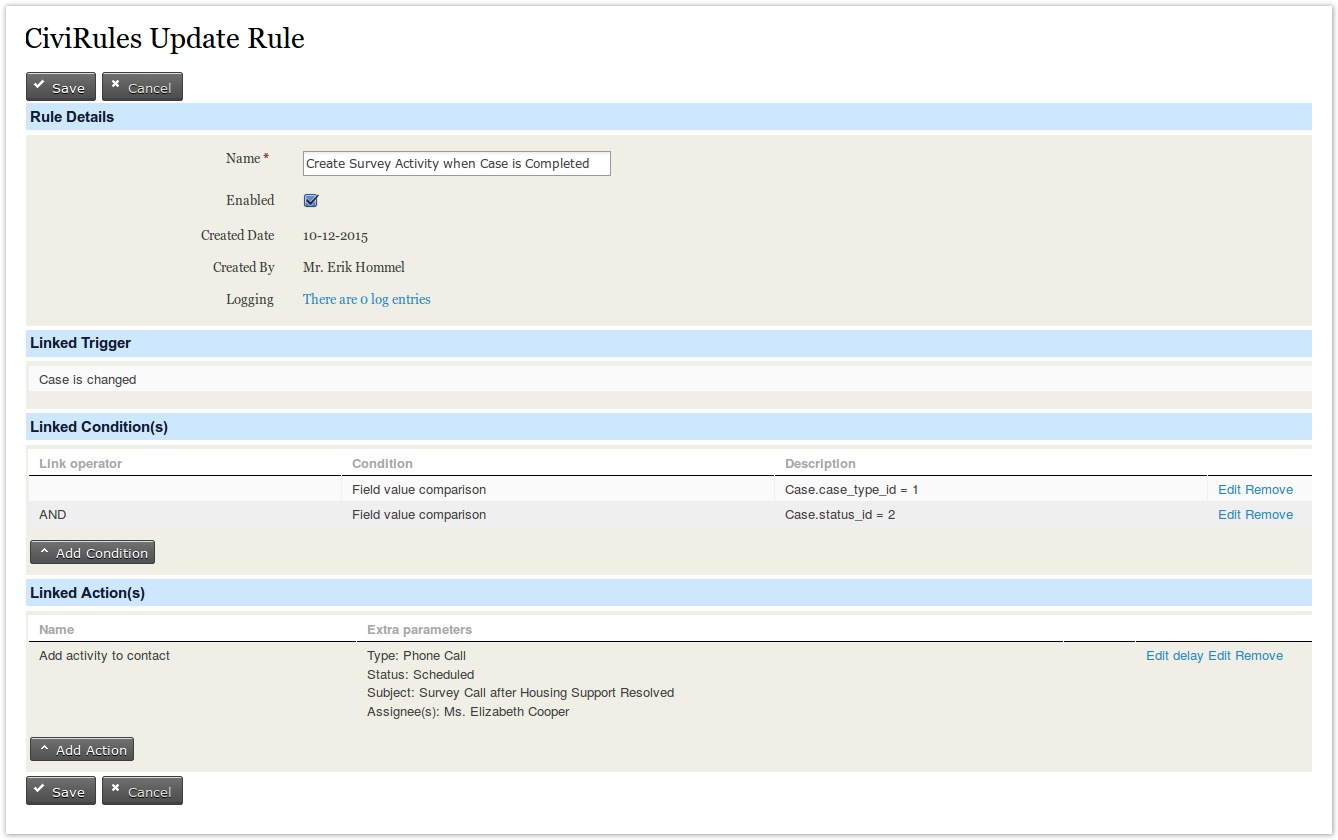 CiviRules Update Rule
Save Cancel
Rule Details
Name * Create Survey Activity when Case is Completed
Enabled
Created Date 10-12-2015
Created By Mr. Erik Hommel
Logging There are 0 log entries
Linked Trigger
Case is changed
Linked Condition(s)
Link operator Condition Description
Field value comparison Case.case_type_id = 1 Edit Remove
AND Field value comparison Case.status_id = 2 Edit Remove
^ Add Condition
Linked Action(s)
Name Extra parameters
Add activity to contact Type: Phone Call Edit delay Edit Remove
Status: Scheduled
Subject: Survey Call after Housing Support Resolved
Assignee(s): Ms. Elizabeth Cooper
^ Add Action
Save Cancel